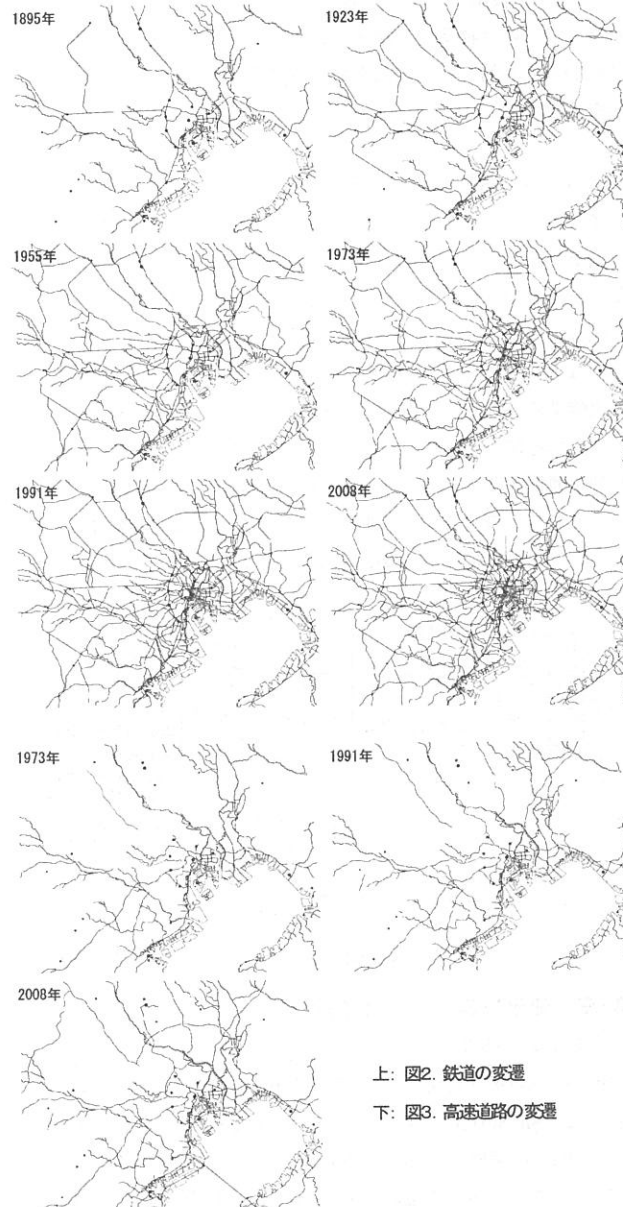 1895年
1923年
1955年
1973年
1991年
2008年
1973年
1991年
2008年
上: 図2. 鉄道の変遷
下: 図3. 高速道路の変遷